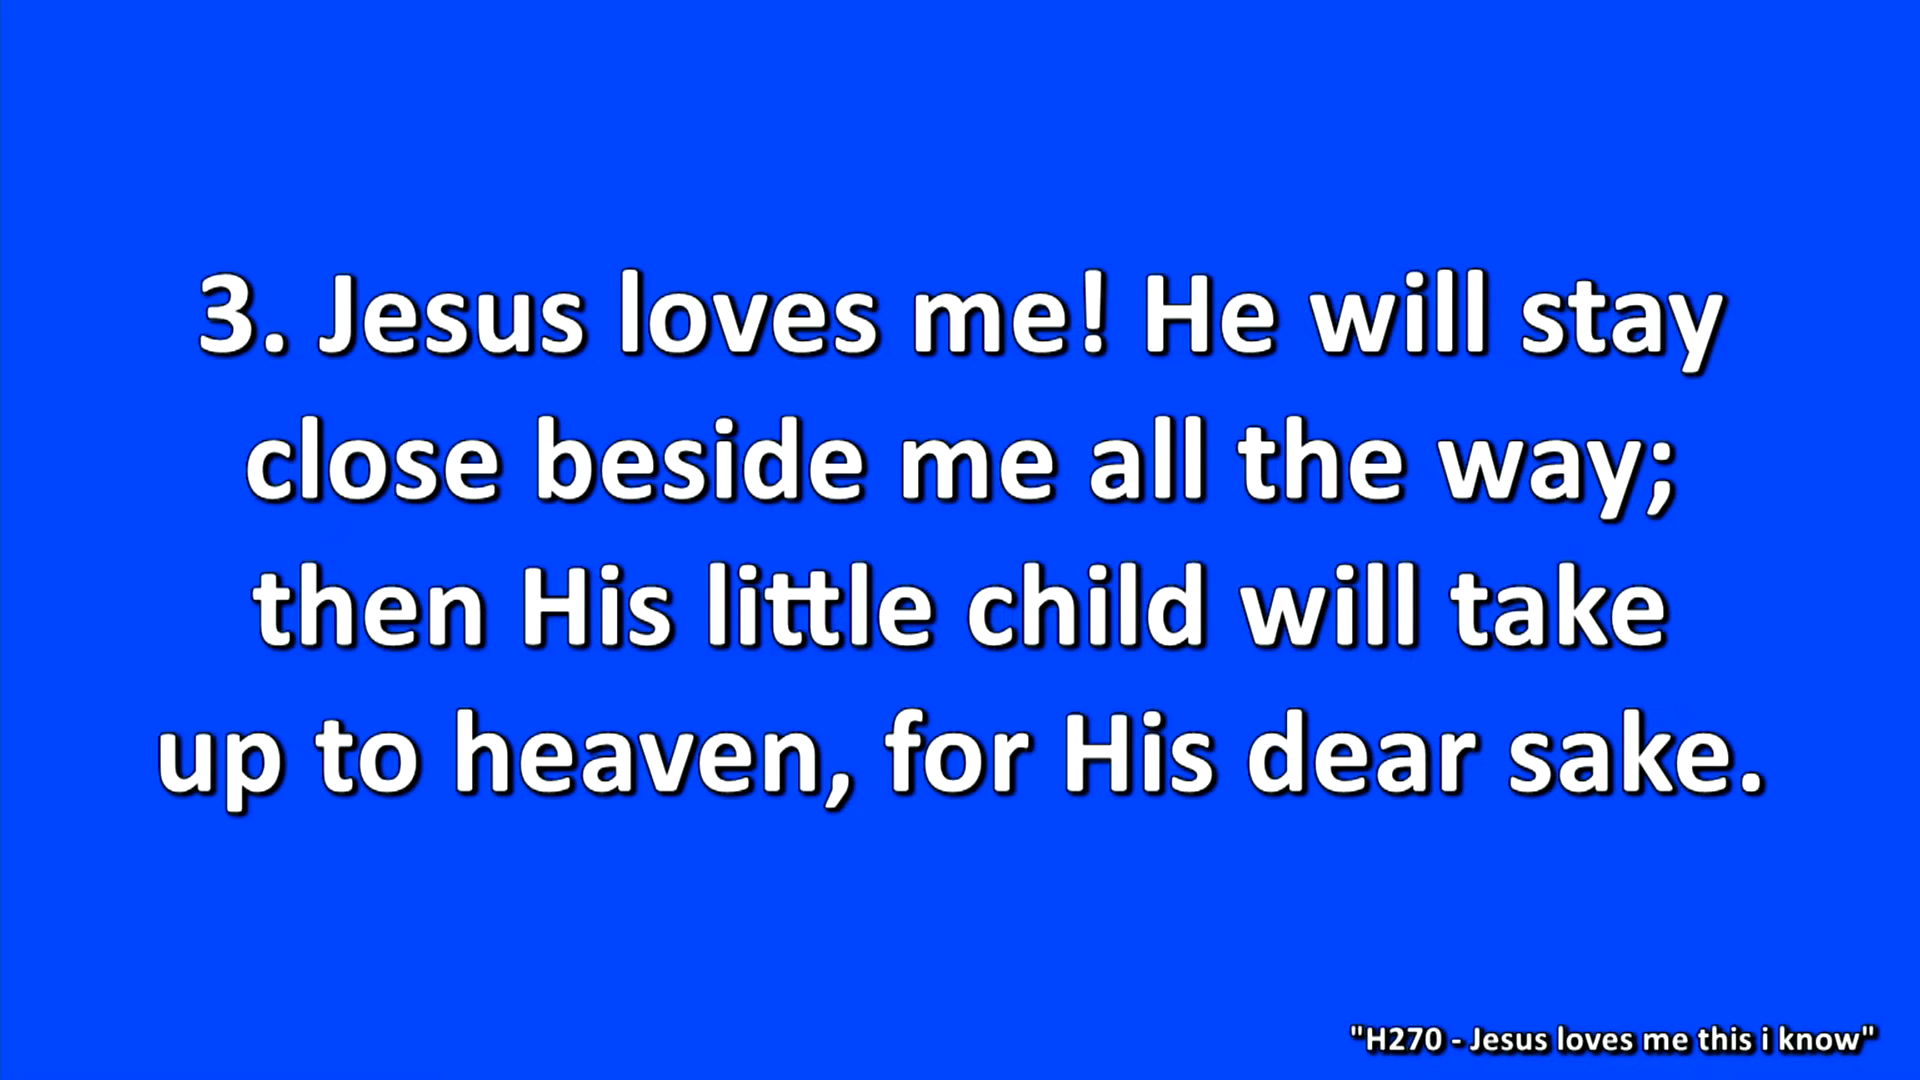 3. Jesus loves me! He will stay
close beside me all the way;
then His little child will take
up to heaven, for His dear sake.
"H270 - Jesus loves me this i know"